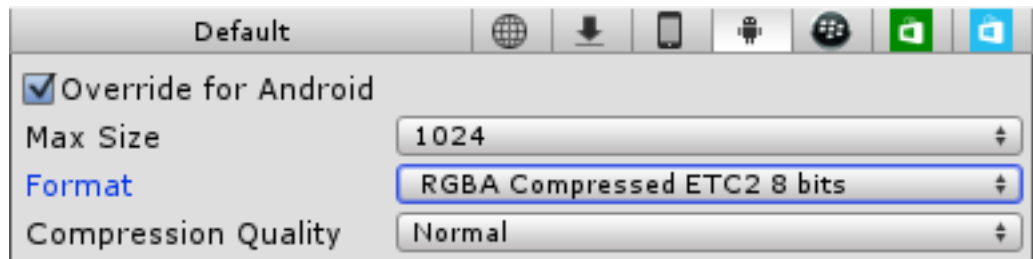 Default
Override for Android
Max Size 1024
Format RGBA Compressed ETC2 8 bits
Compression Quality Normal